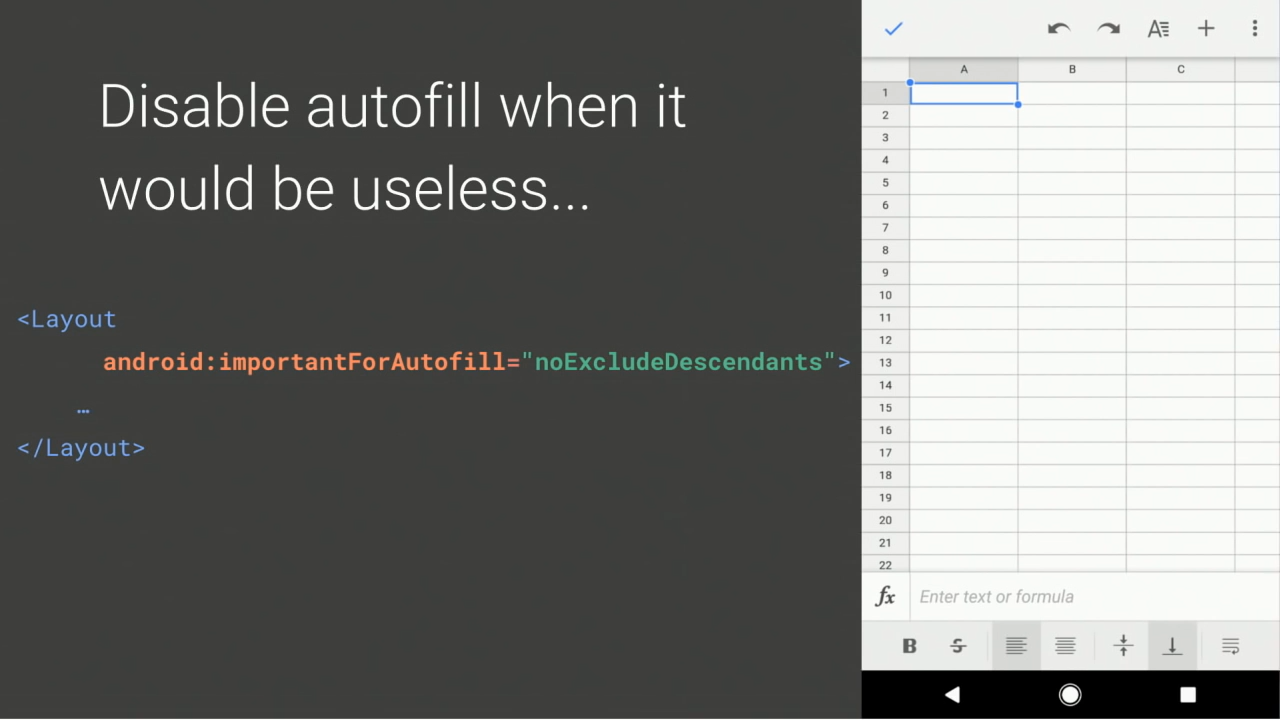 Disable autofill when it
would be useless...
<Layout
android:importantForAutofill="noExcludeDescendants">
…
</Layout>
A B C
1
2
3
4
5
6
7
8
9
10
11
12
13
14
15
16
17
18
19
20
21
22
fx Enter text or formula
B S